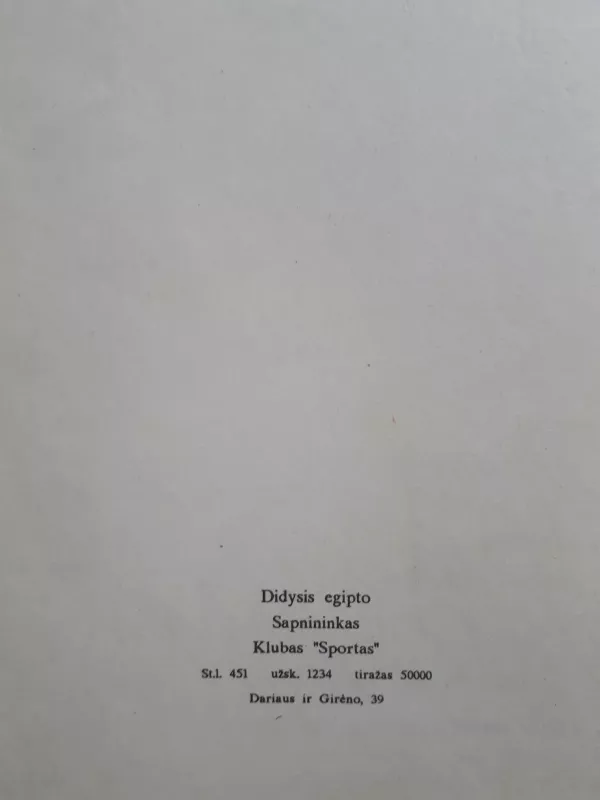 Didysis egipto
Sapnininkas
Klubas "Sportas"
St.l. 451 užsk. 1234 tiražas 50000
Dariaus ir Girėno, 39